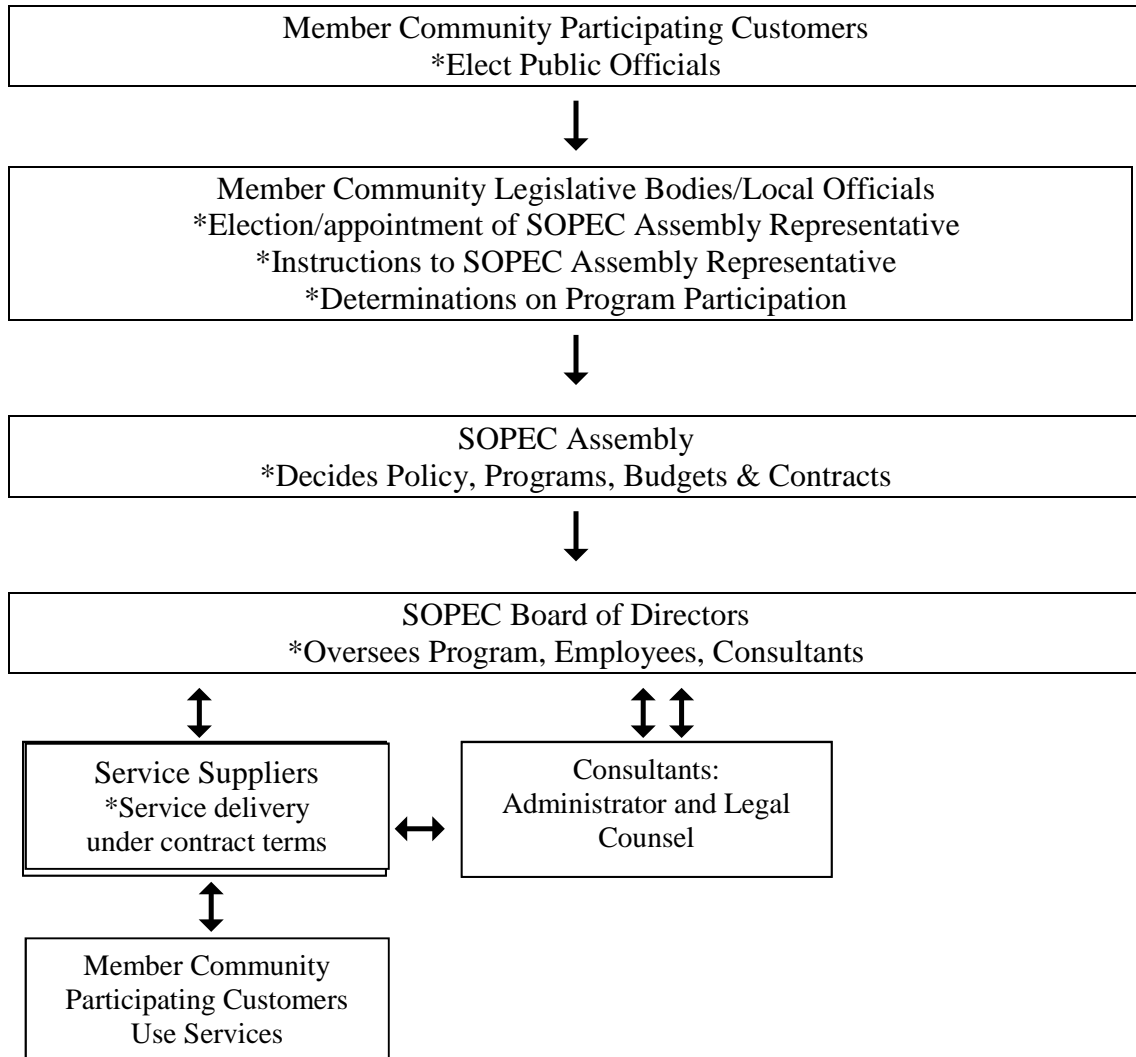 Member Community Participating Customers
*Elect Public Officials
Member Community Legislative Bodies/Local Officials
*Election/appointment of SOPEC Assembly Representative
*Instructions to SOPEC Assembly Representative
*Determinations on Program Participation
SOPEC Assembly
*Decides Policy, Programs, Budgets & Contracts
SOPEC Board of Directors
*Oversees Program, Employees, Consultants
Service Suppliers
*Service delivery
under contract terms
Consultants:
Administrator and Legal
Counsel
Member Community
Participating Customers
Use Services